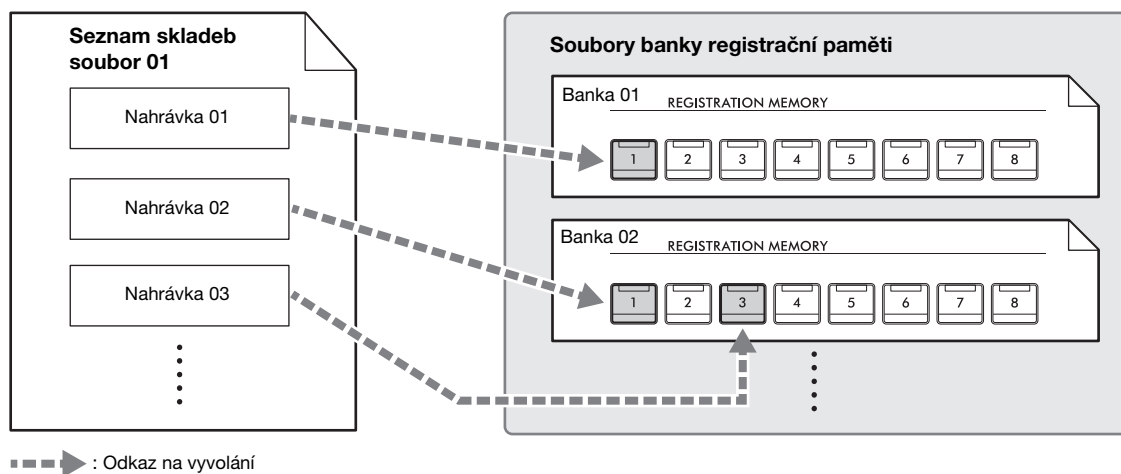 Seznam skladeb
soubor 01
Nahrávka 01
Nahrávka 02
Nahrávka 03
Soubory banky registrační paměti
Banka 01
REGISTRATION MEMORY
1 2 3 4 5 6 7 8
Banka 02
REGISTRATION MEMORY
1 2 3 4 5 6 7 8
: Odkaz na vyvolání